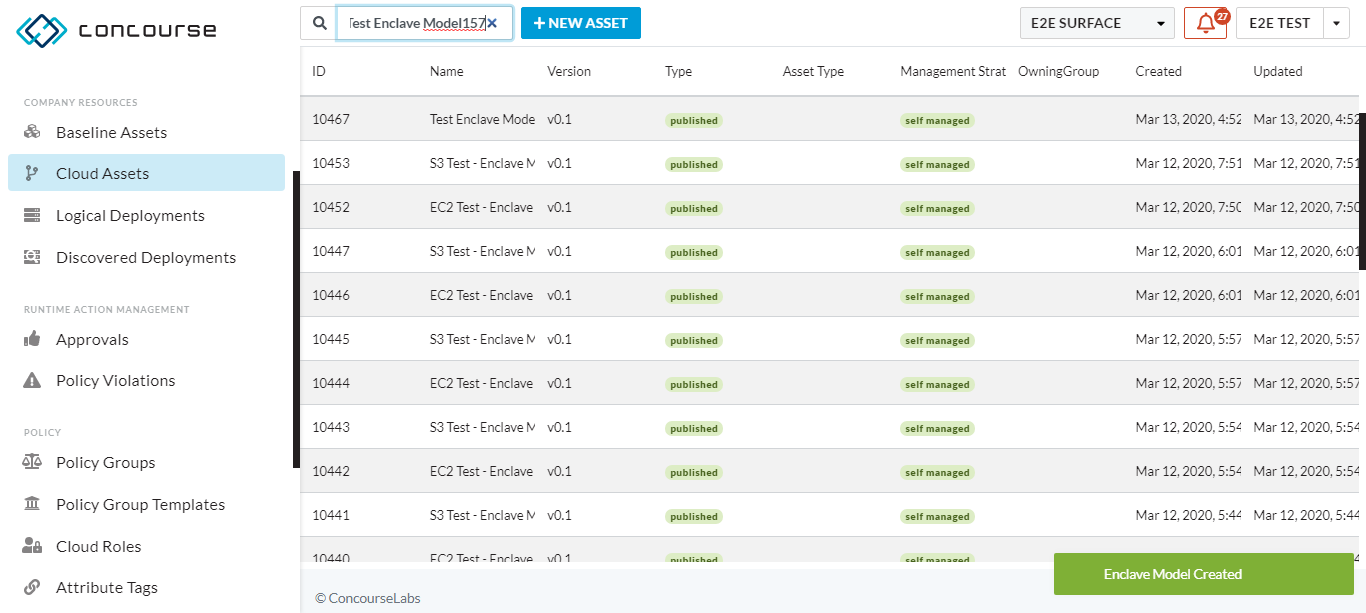 concourse
Test Enclave Model157
NEW ASSET
E2E SURFACE
27
E2E TEST
COMPANY RESOURCES
Baseline Assets
Cloud Assets
Logical Deployments
Discovered Deployments
RUNTIME ACTION MANAGEMENT
Approvals
Policy Violations
POLICY
Policy Groups
Policy Group Templates
Cloud Roles
Attribute Tags
ID Name Version Type Asset Type Management Strat OwningGroup Created Updated
10467 Test Enclave Mode v0.1 published self managed Mar 13, 2020, 4:52 Mar 13, 2020, 4:52
10453 S3 Test - Enclave M v0.1 published self managed Mar 12, 2020, 7:51 Mar 12, 2020, 7:51
10452 EC2 Test - Enclave v0.1 published self managed Mar 12, 2020, 7:50 Mar 12, 2020, 7:50
10447 S3 Test - Enclave M v0.1 published self managed Mar 12, 2020, 6:01 Mar 12, 2020, 6:01
10446 EC2 Test - Enclave v0.1 published self managed Mar 12, 2020, 6:01 Mar 12, 2020, 6:01
10445 S3 Test - Enclave M v0.1 published self managed Mar 12, 2020, 5:57 Mar 12, 2020, 5:57
10444 EC2 Test - Enclave v0.1 published self managed Mar 12, 2020, 5:57 Mar 12, 2020, 5:57
10443 S3 Test - Enclave M v0.1 published self managed Mar 12, 2020, 5:54 Mar 12, 2020, 5:54
10442 EC2 Test - Enclave v0.1 published self managed Mar 12, 2020, 5:54 Mar 12, 2020, 5:54
10441 S3 Test - Enclave M v0.1 published self managed Mar 12, 2020, 5:44 Mar 12, 2020, 5:44
10440 EC2 Test - Enclave v0.1 published self managed
Enclave Model Created
© ConcourseLabs